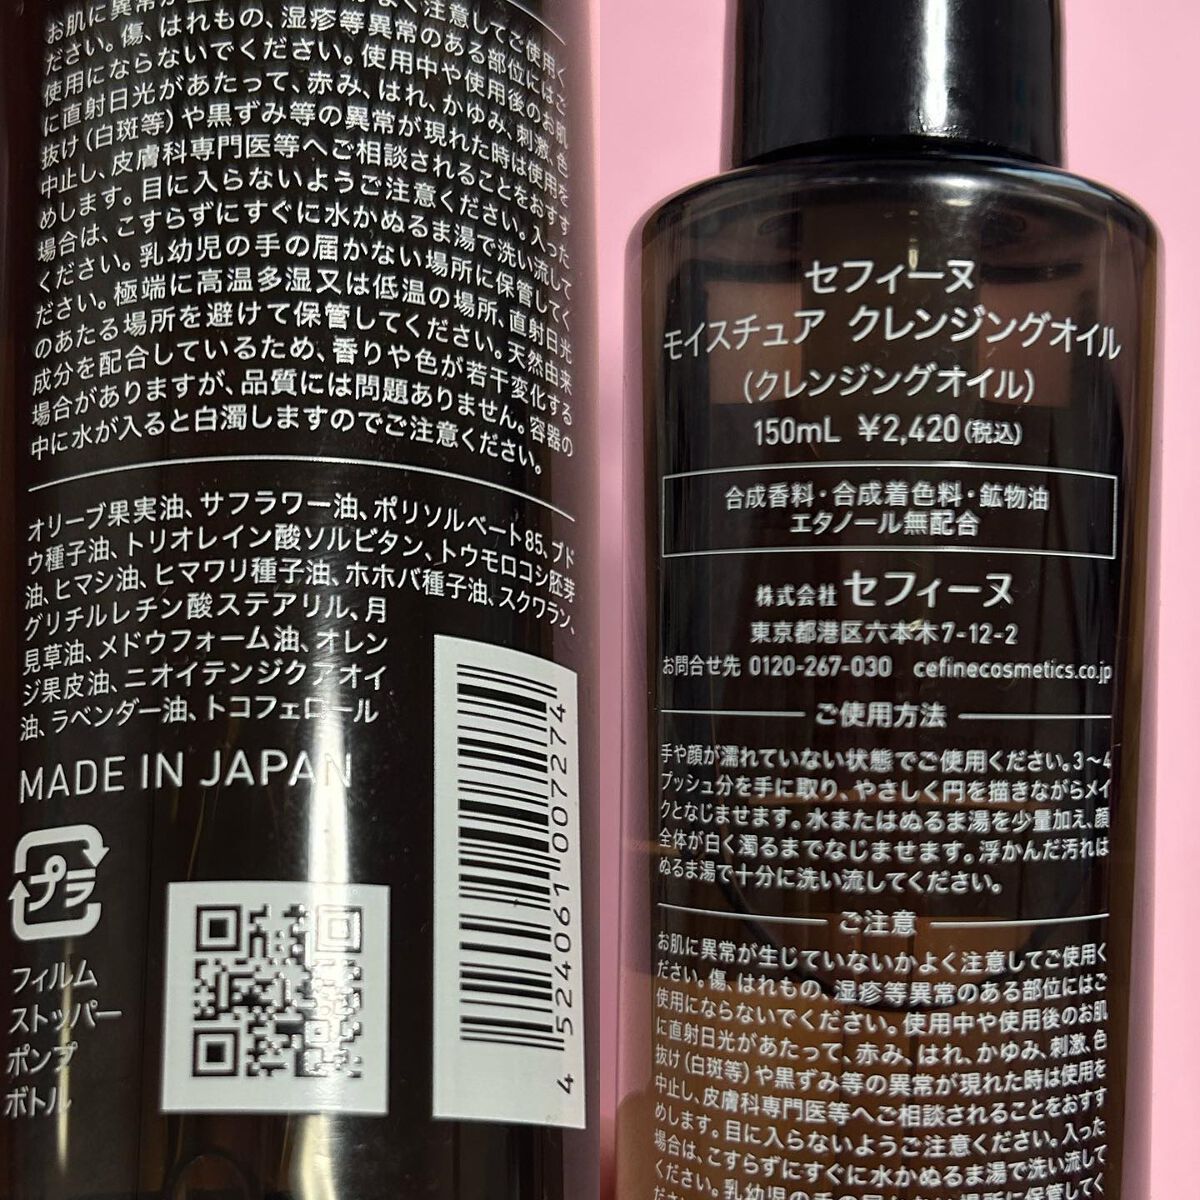 お肌に異常が生じていないかよく注意してご使用く
ださい。傷、はれもの、湿疹等異常のある部位にはご
使用にならないでください。使用中や使用後のお肌
に直射日光があたって、赤み、はれ、かゆみ、刺激、色
抜け(白斑等)や黒ずみ等の異常が現れた時は使用を
中止し、皮膚科専門医等へご相談されることをおすす
めします。目に入らないようご注意ください。入った
場合は、こすらずにすぐに水かぬるま湯で洗い流して
ください。乳幼児の手の届かない場所に保管してく
ださい。極端に高温多湿又は低温の場所、直射日光
のあたる場所を避けて保管してください。天然由来
成分を配合しているため、香りや色が若干変化する
場合がありますが、品質には問題ありません。容器の
中に水が入ると白濁しますのでご注意ください。
オリーブ果実油、サフラワー油、ポリソルベート85、ブド
ウ種子油、トリオレイン酸ソルビタン、トウモロコシ胚芽
油、ヒマシ油、ヒマワリ種子油、ホホバ種子油、スクワラン、
グリチルレチン酸ステアリル、月
見草油、メドウフォーム油、オレン
ジ果皮油、ニオイテンジクアオイ
油、ラベンダー油、トコフェロール
MADE IN JAPAN
プラ
フィルム
ストッパー
ポンプ
ボトル
4 524061 007274
セフィーヌ
モイスチュア クレンジングオイル
(クレンジングオイル)
150mL ¥2,420(税込)
合成香料・合成着色料・鉱物油
エタノール無配合
株式会社 セフィーヌ
東京都港区六本木7-12-2
お問合せ先 0120-267-030 cefinecosmetics.co.jp
ご使用方法
手や顔が濡れていない状態でご使用ください。3〜4
プッシュ分を手に取り、やさしく円を描きながらメイ
クとなじませます。水またはぬるま湯を少量加え、顔
全体が白く濁るまでなじませます。浮かんだ汚れは
ぬるま湯で十分に洗い流してください。
ご注意
お肌に異常が生じていないかよく注意してご使用く
ださい。傷、はれもの、湿疹等異常のある部位にはご
使用にならないでください。使用中や使用後のお肌
に直射日光があたって、赤み、はれ、かゆみ、刺激、色
抜け(白斑等)や黒ずみ等の異常が現れた時は使用を
中止し、皮膚科専門医等へご相談されることをおすす
めします。目に入らないようご注意ください。入った
場合は、こすらずにすぐに水かぬるま湯で洗い流して
ください。乳幼児の手の届かない場所に保管してく